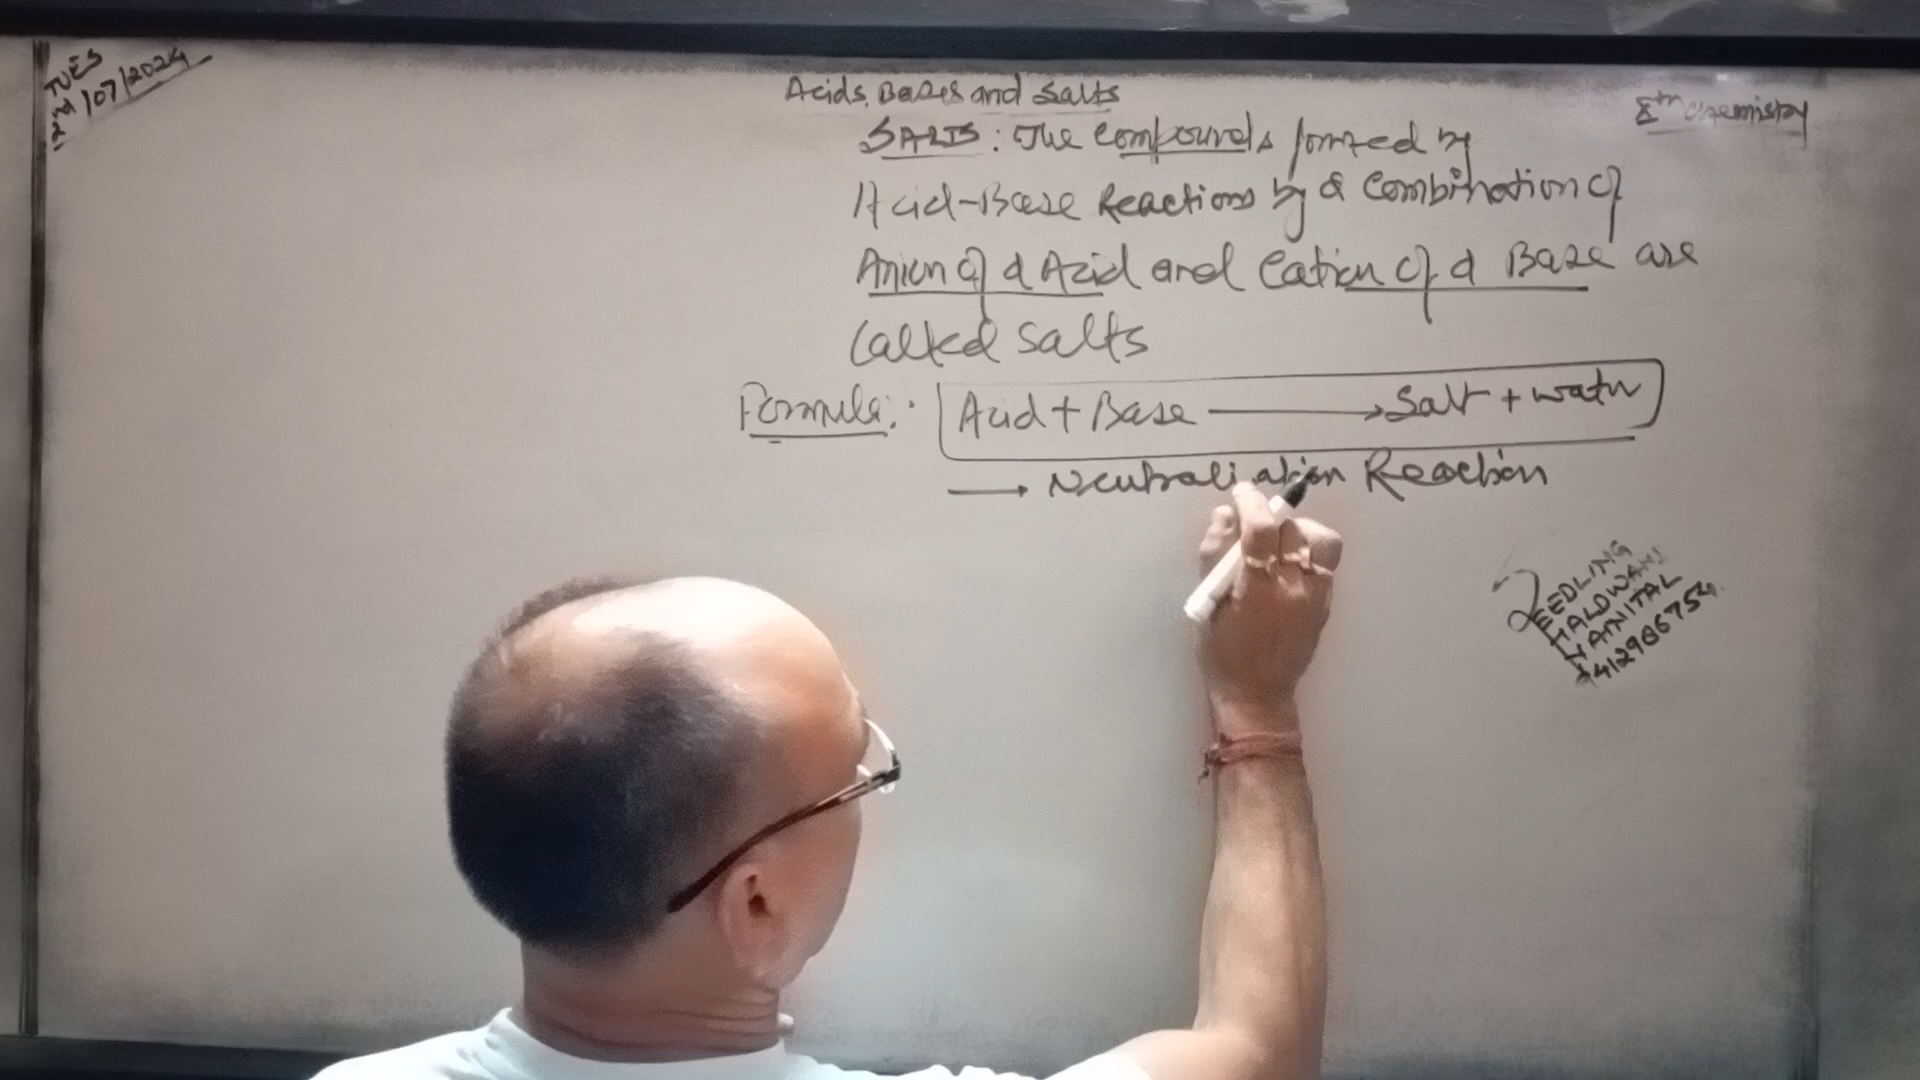 TUES
23/07/2024
Acids, Bases and Salts
8th Chemistry
SALTS : The Compounds formed by
Acid-Base Reactions by a Combination of
Anion of a Acid and Cation of a Base are
Called Salts
Formula : Acid + Base → Salt + water
→ Neutralization Reaction
SEEDLING
HALDWANI
NAINITAL